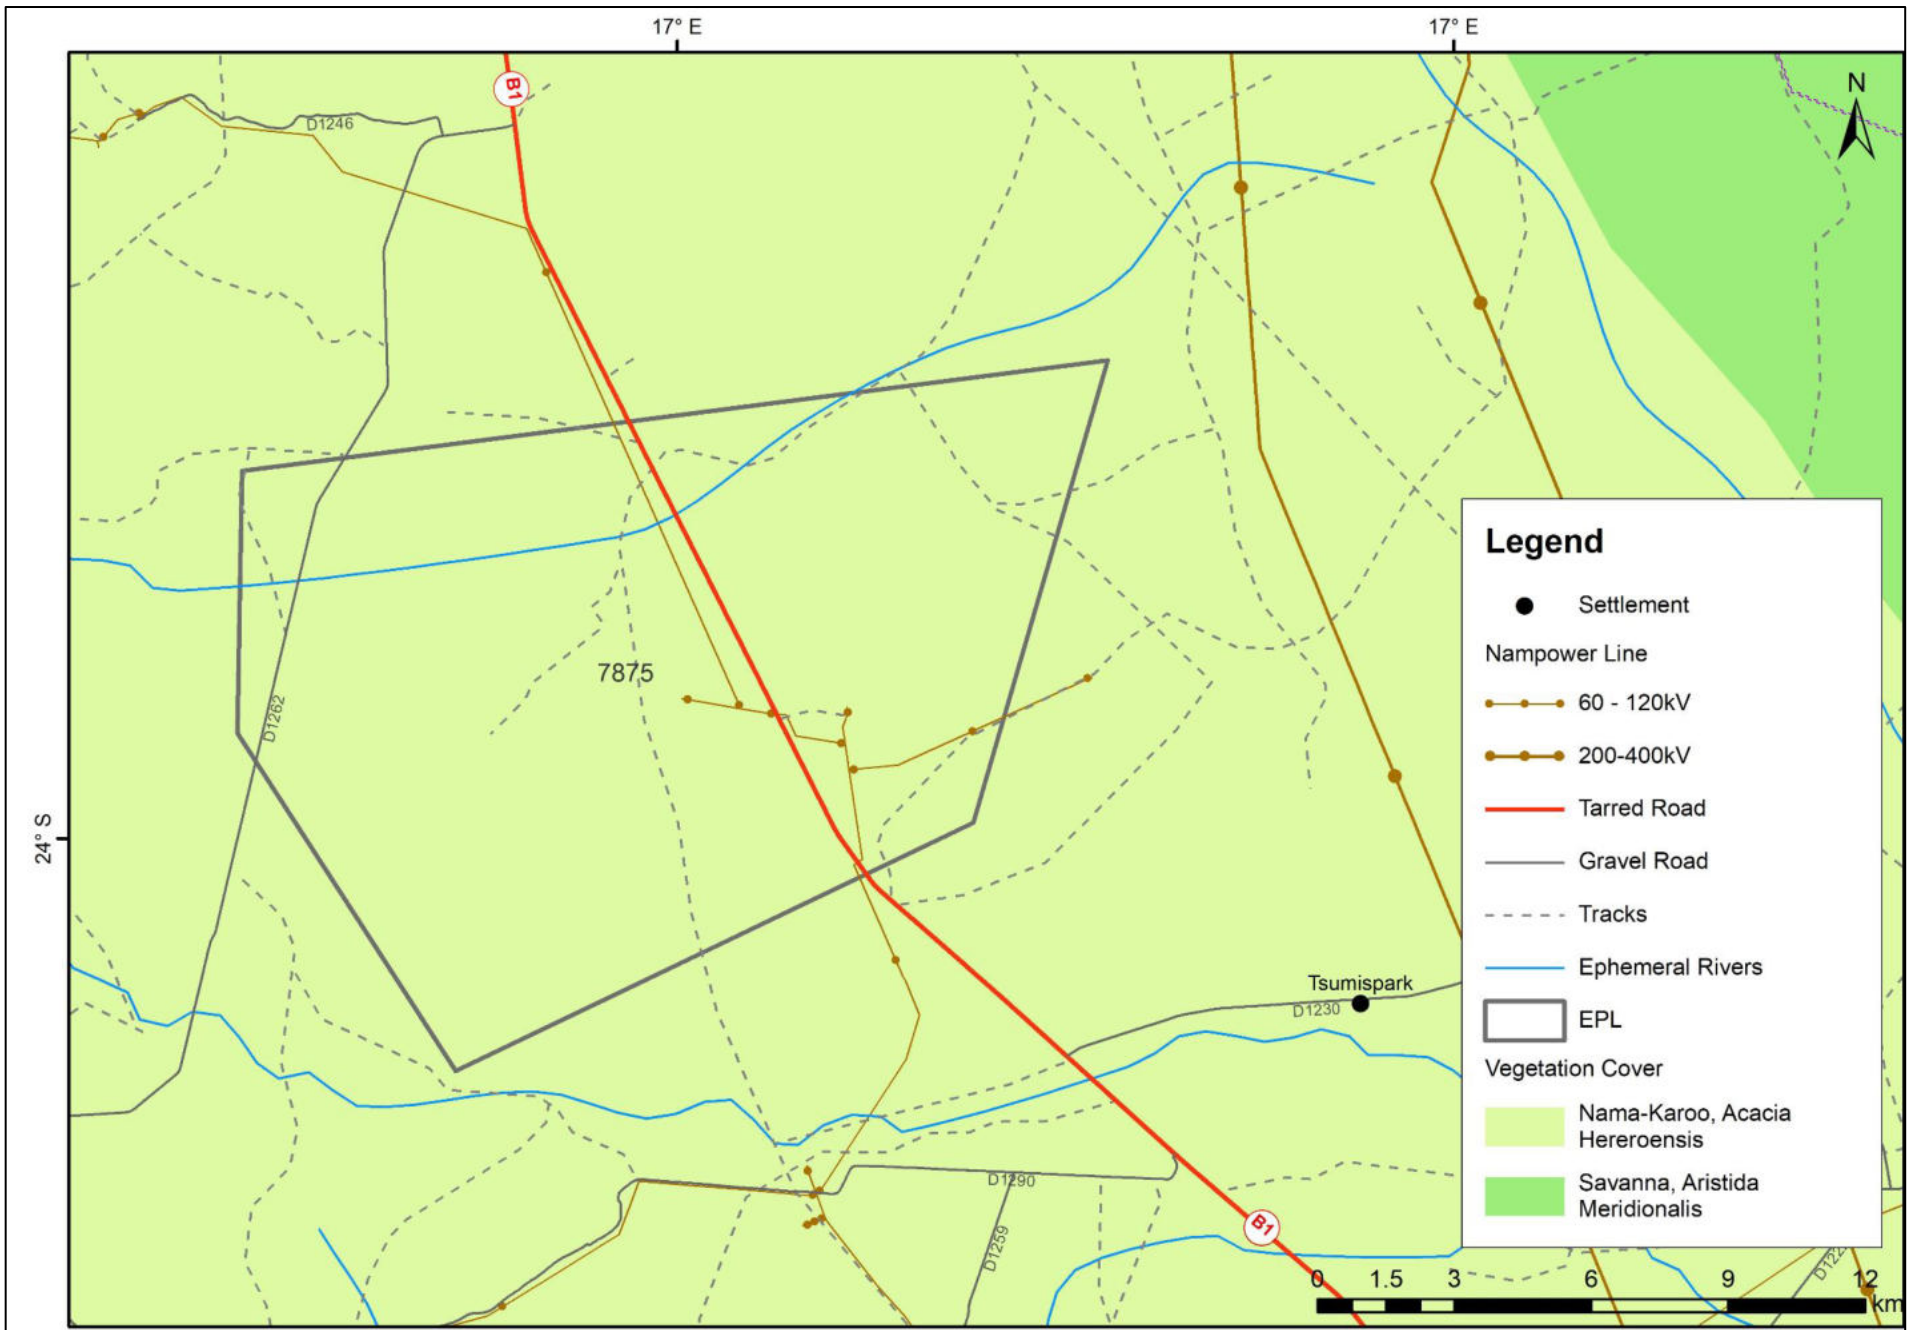 17° E
17° E
N
B1
D1246
7875
D1262
24° S
Tsumispark
D1230
D1290
D1259
B1
Legend
Settlement
Nampower Line
60 - 120kV
200-400kV
Tarred Road
Gravel Road
Tracks
Ephemeral Rivers
EPL
Vegetation Cover
Nama-Karoo, Acacia
Hereroensis
Savanna, Aristida
Meridionalis
0 1.5 3 6 9 12
km